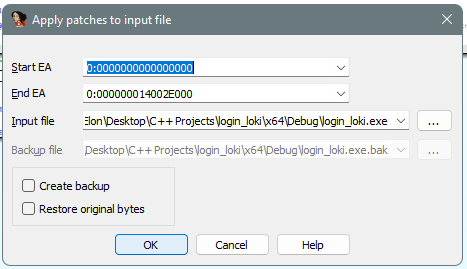 Apply patches to input file
Start EA 0:0000000000000000
End EA 0:000000014002E000
Input file :lon\Desktop\C++ Projects\login_loki\x64\Debug\login_loki.exe ...
Backup file Desktop\C++ Projects\login_loki\x64\Debug\login_loki.exe.bak ...
Create backup
Restore original bytes
OK Cancel Help